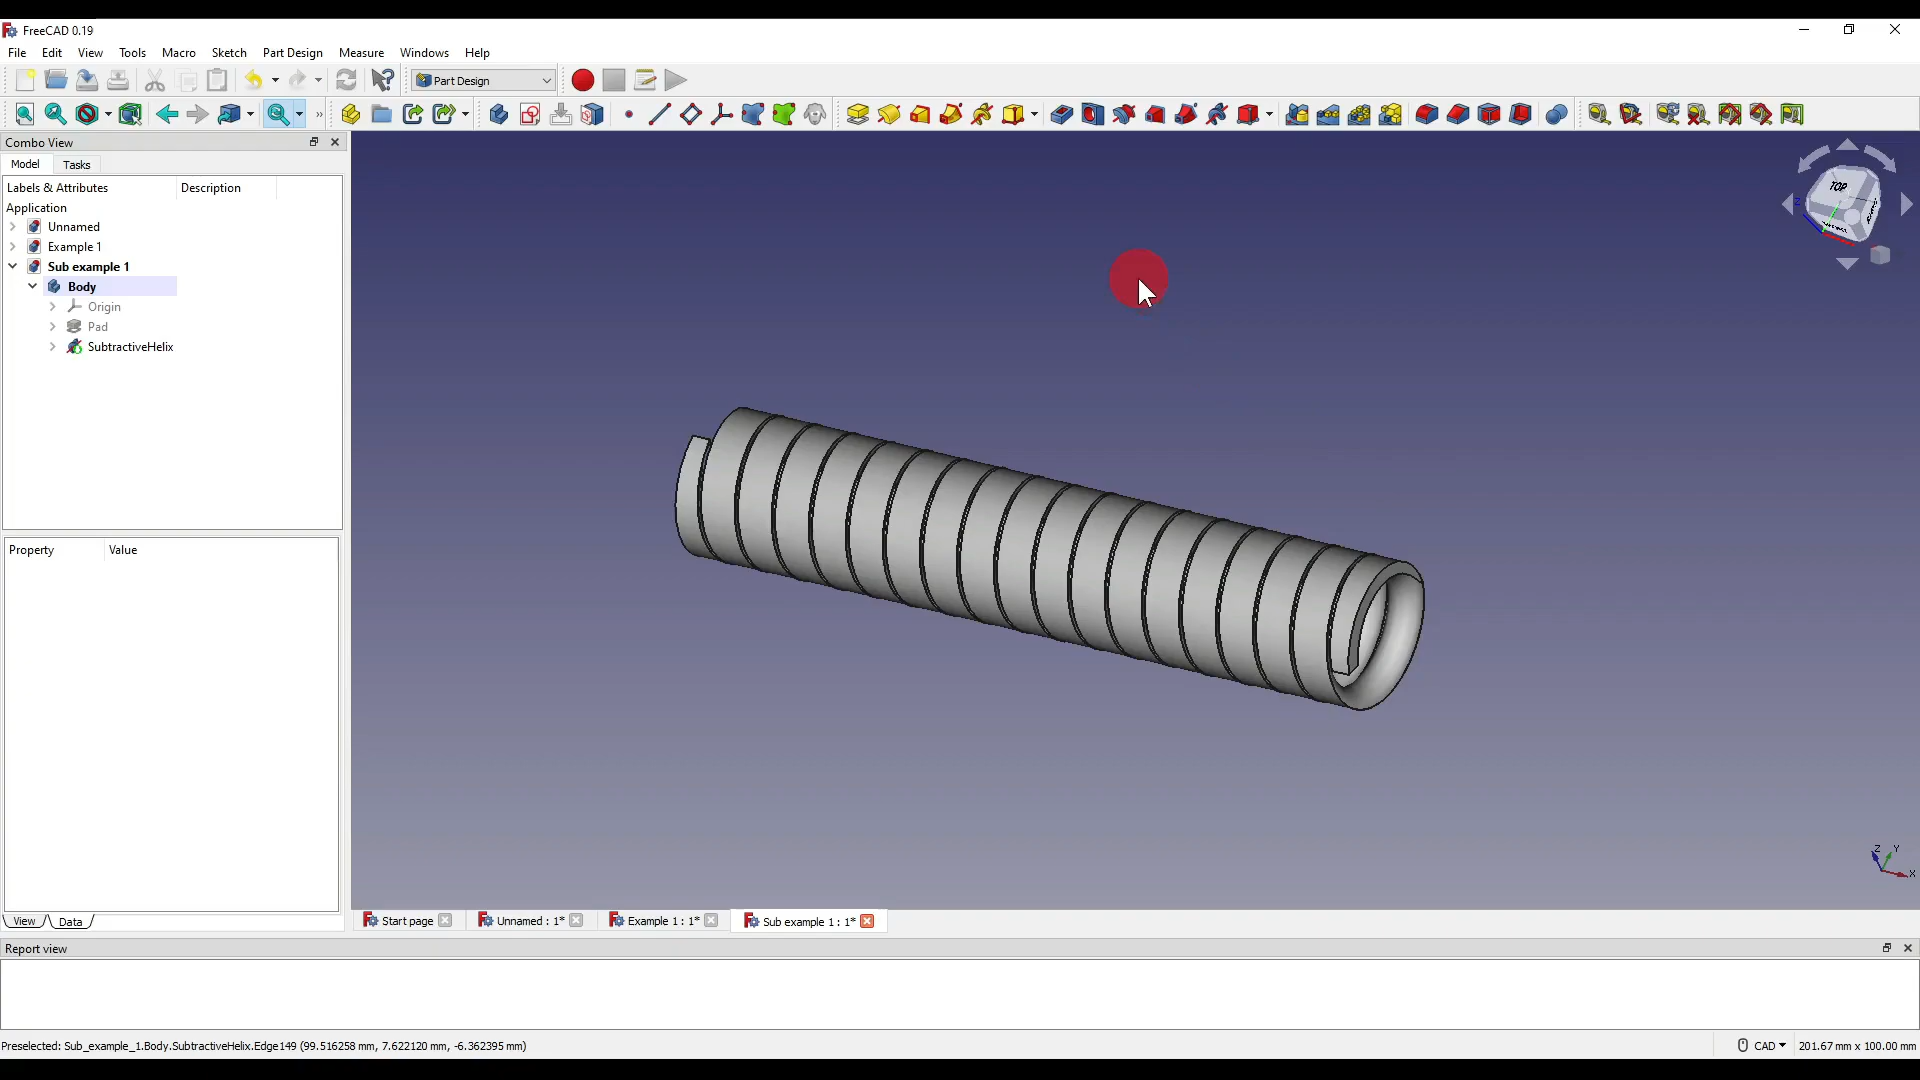 FreeCAD 0.19
File Edit View Tools Macro Sketch Part Design Measure Windows Help
Part Design
»
Combo View
Model Tasks
Labels & Attributes Description
Application
Unnamed
Example 1
Sub example 1
Body
Origin
Pad
SubtractiveHelix
TOP
Z
Property Value
Z Y
X
View Data
Start page Unnamed : 1* Example 1 : 1* Sub example 1 : 1*
Report view
Preselected: Sub_example_1.Body.SubtractiveHelix.Edge149 (99.516258 mm, 7.622120 mm, -6.362395 mm)
CAD 201.67 mm x 100.00 mm